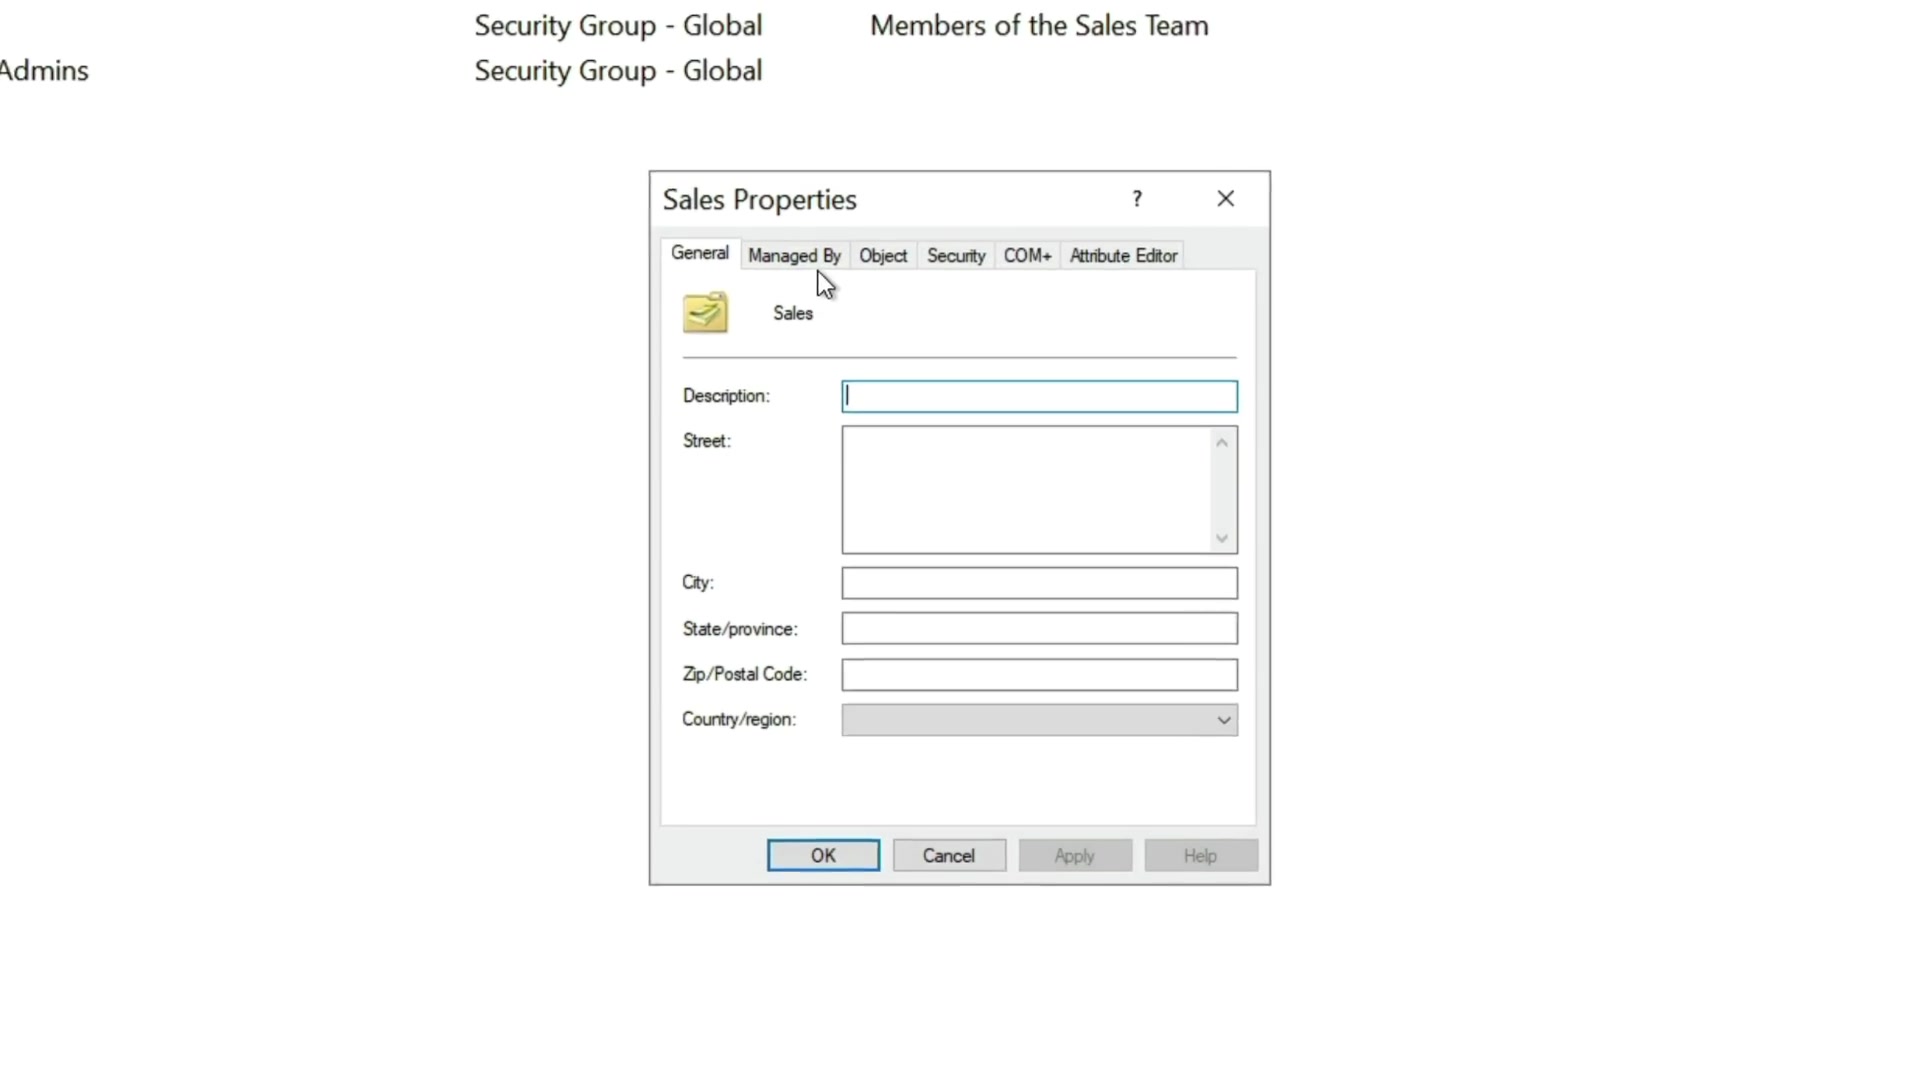 Security Group - Global Members of the Sales Team
Admins Security Group - Global
Sales Properties ?
General Managed By Object Security COM+ Attribute Editor
Sales
Description:
Street:
City:
State/province:
Zip/Postal Code:
Country/region:
OK Cancel Apply Help